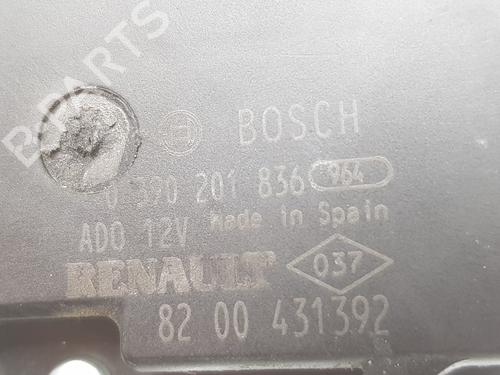 B-PARTS
BOSCH
0 390 201 836 964
ADO 12V Made in Spain
RENAULT 037
82 00 431392